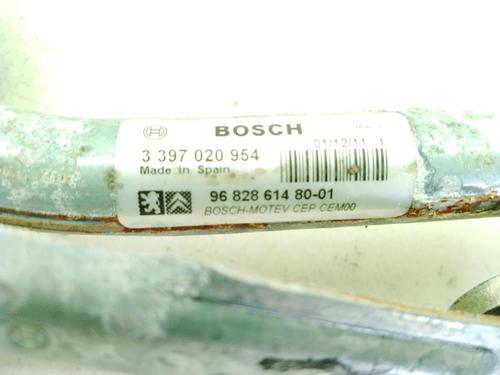 BOSCH
3 397 020 954
01/12/11 1
Made in Spain
96 828 614 80-01
BOSCH-MOTEV CEP CEM00